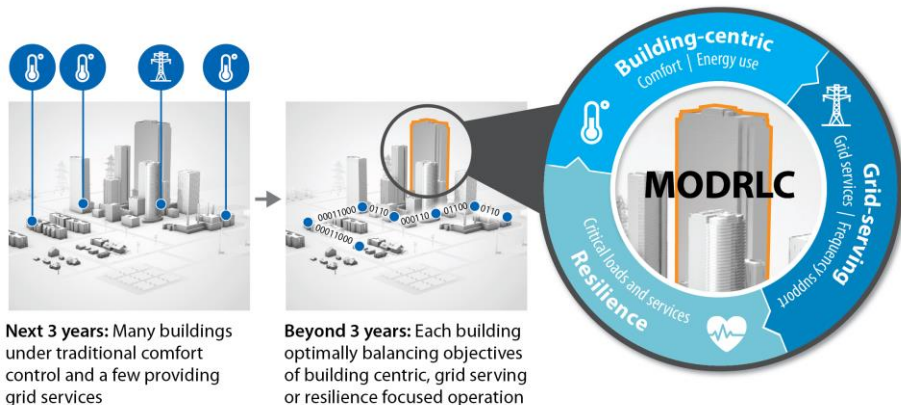 Next 3 years: Many buildings
under traditional comfort
control and a few providing
grid services
00011000
0110
000110
01100
0110
00011000
Beyond 3 years: Each building
optimally balancing objectives
of building centric, grid serving
or resilience focused operation
Building-centric
Comfort | Energy use
Grid-serving
Grid services | Frequency support
Resilience
Critical loads and services
MODRLC